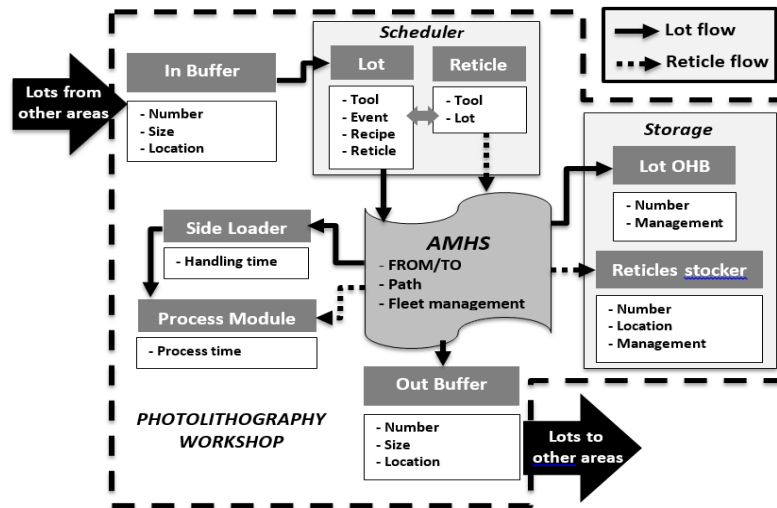 Scheduler
Lot flow
Reticle flow
Lots from
other areas
In Buffer
- Number
- Size
- Location
Lot
- Tool
- Event
- Recipe
- Reticle
Reticle
- Tool
- Lot
Storage
Lot OHB
- Number
- Management
Reticles stocker
- Number
- Location
- Management
AMHS
- FROM/TO
- Path
- Fleet management
Side Loader
- Handling time
Process Module
- Process time
Out Buffer
- Number
- Size
- Location
PHOTOLITHOGRAPHY
WORKSHOP
Lots to
other areas